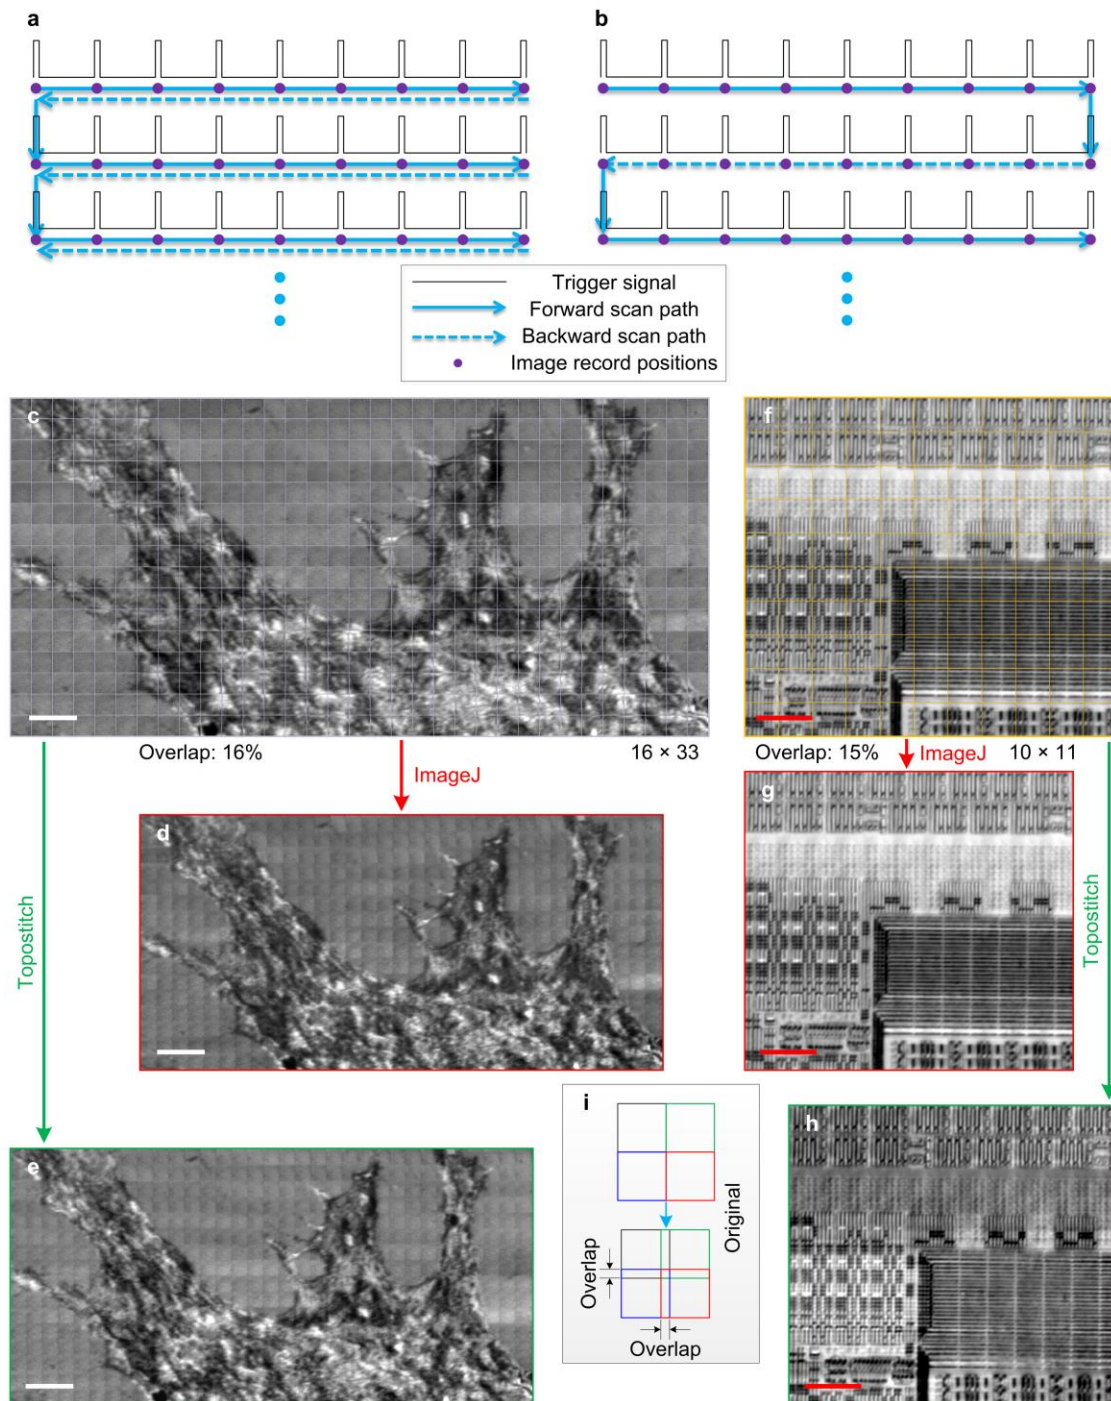 a
b
Trigger signal
Forward scan path
Backward scan path
Image record positions
c
f
Overlap: 16%
16 × 33
Overlap: 15%
10 × 11
ImageJ
ImageJ
d
g
Topostitch
Topostitch
e
i
h
Original
Overlap
Overlap